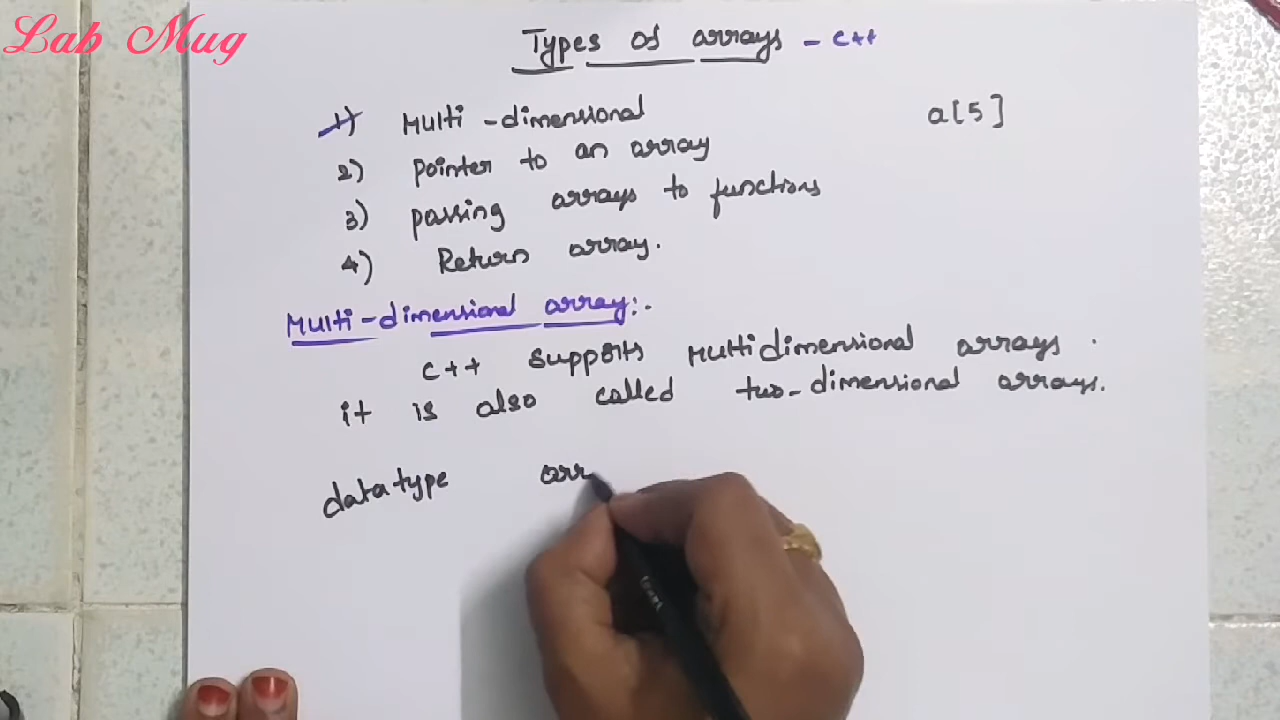 Lab Mug
Types of arrays - c++
1) Multi-dimensional
a[5]
2) pointer to an array
3) passing arrays to functions
4) Return array.
Multi-dimensional array:.
c++ supports Multidimensional arrays.
it is also called two-dimensional arrays.
datatype arr